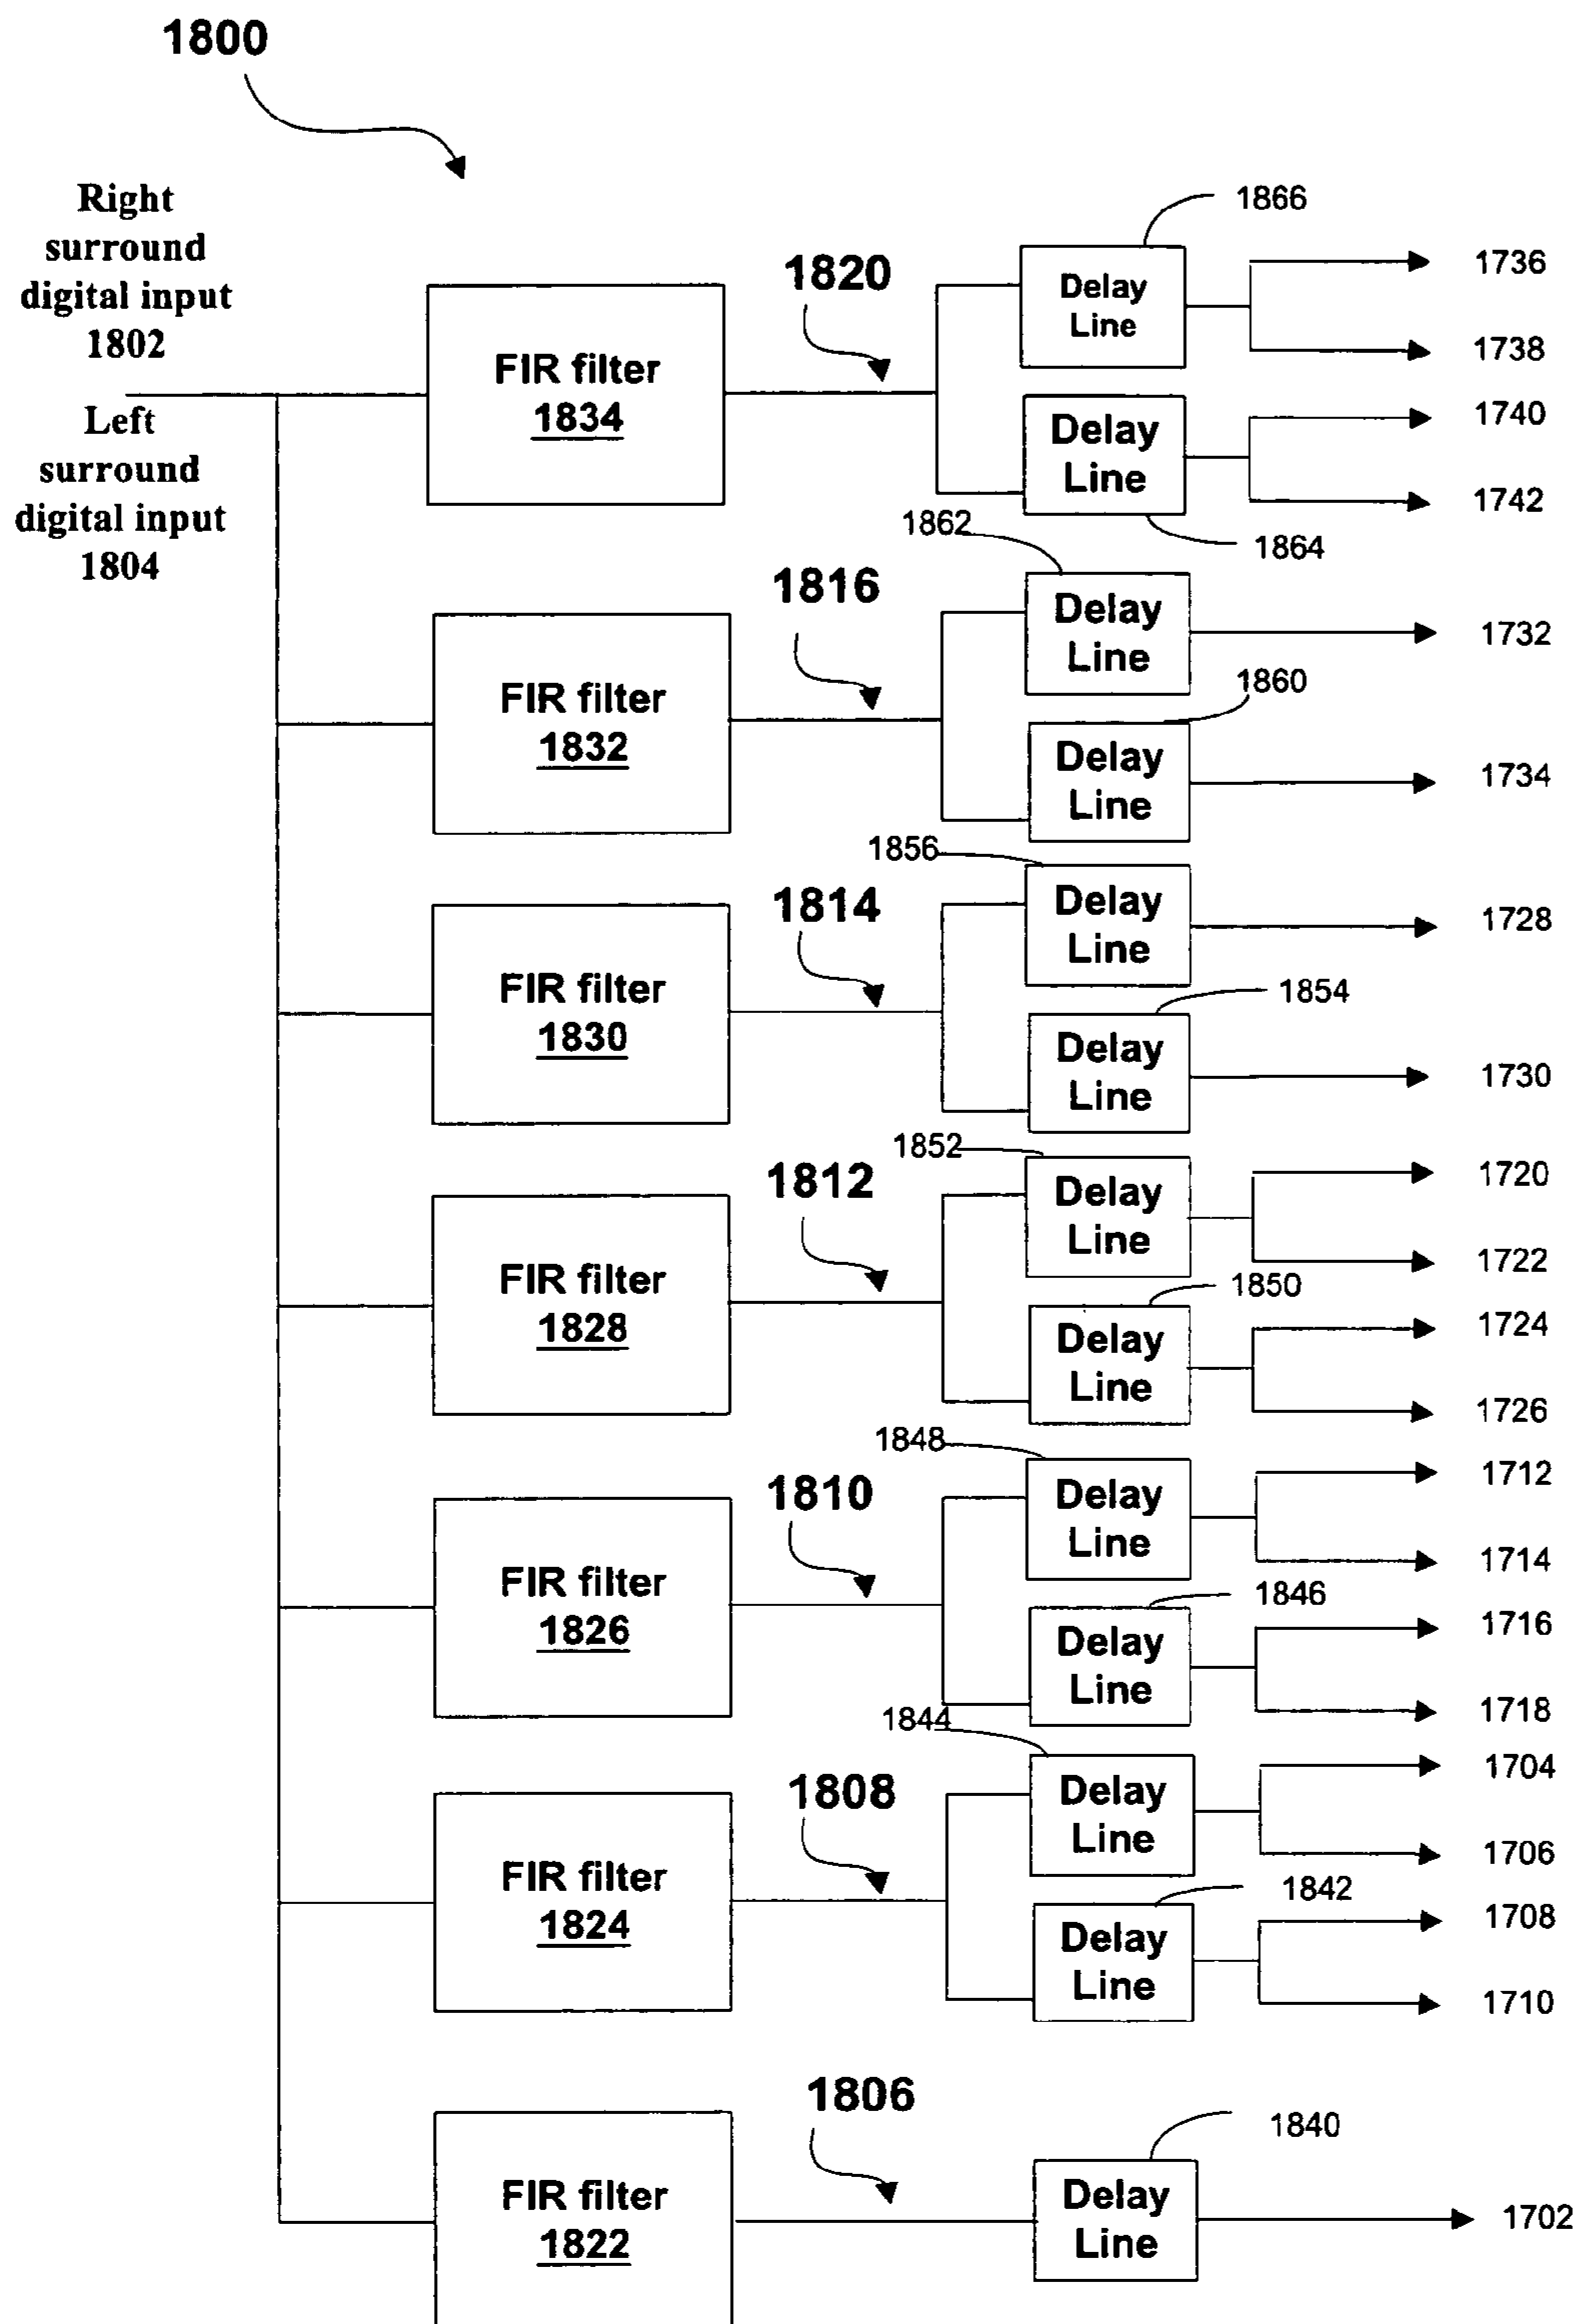 1800
Right
surround
digital input
1802
Left
surround
digital input
1804
FIR filter
1834
1820
1866
Delay
Line
1736
1738
Delay
Line
1864
1740
1742
FIR filter
1832
1816
1862
Delay
Line
1732
1860
Delay
Line
1734
FIR filter
1830
1814
1856
Delay
Line
1728
1854
Delay
Line
1730
FIR filter
1828
1812
1852
Delay
Line
1720
1722
1850
Delay
Line
1724
1726
FIR filter
1826
1810
1848
Delay
Line
1712
1714
1846
Delay
Line
1716
1718
FIR filter
1824
1808
1844
Delay
Line
1704
1706
1842
Delay
Line
1708
1710
FIR filter
1822
1806
1840
Delay
Line
1702